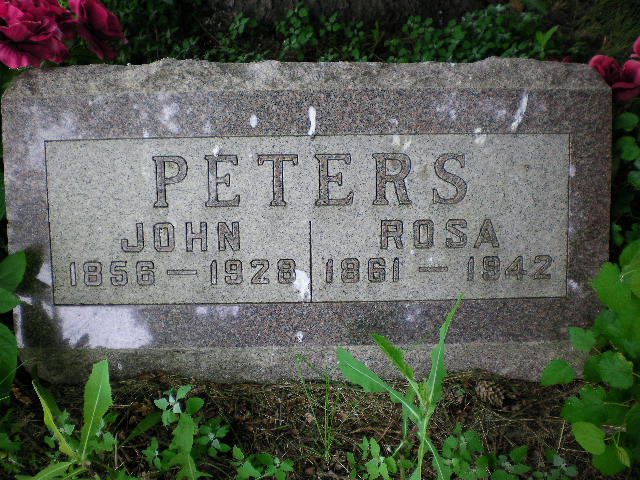 PETERS
JOHN ROSA
1856 — 1928 1861 — 1942